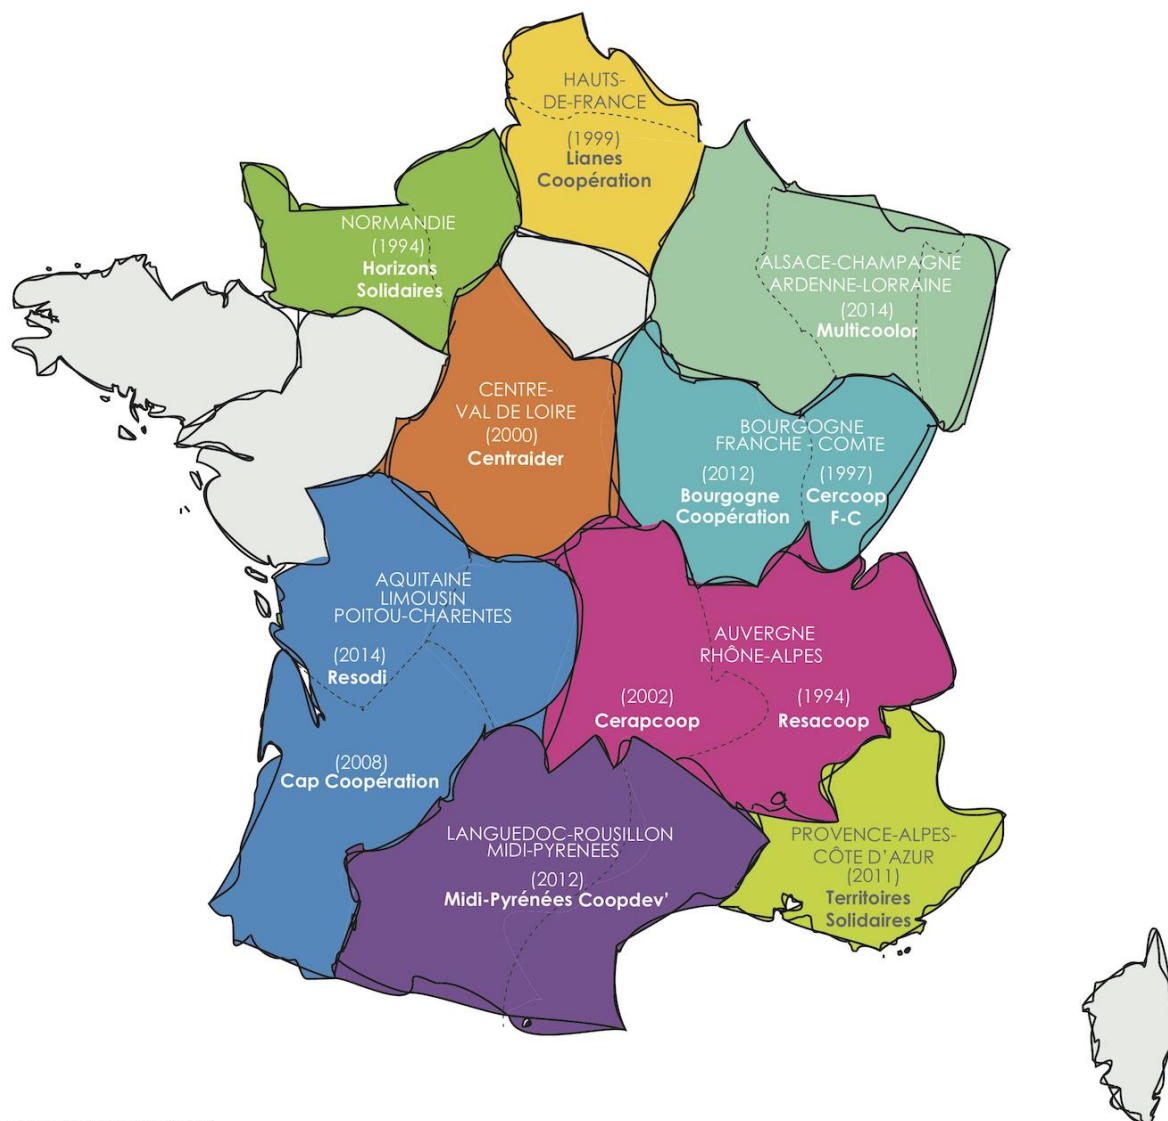 HAUTS-
DE-FRANCE
(1999)
Lianes
Coopération
NORMANDIE
(1994)
Horizons
Solidaires
ALSACE-CHAMPAGNE
ARDENNE-LORRAINE
(2014)
Multicoolor
CENTRE-
VAL DE LOIRE
(2000)
Centraider
BOURGOGNE
FRANCHE - COMTE
(2012)
Bourgogne
Coopération
(1997)
Cercoop
F-C
AQUITAINE
LIMOUSIN
POITOU-CHARENTES
(2014)
Resodi
(2008)
Cap Coopération
AUVERGNE
RHÔNE-ALPES
(2002)
Cerapcoop
(1994)
Resacoop
LANGUEDOC-ROUSILLON
MIDI-PYRENEES
(2012)
Midi-Pyrénées Coopdev’
PROVENCE-ALPES-
CÔTE D’AZUR
(2011)
Territoires
Solidaires